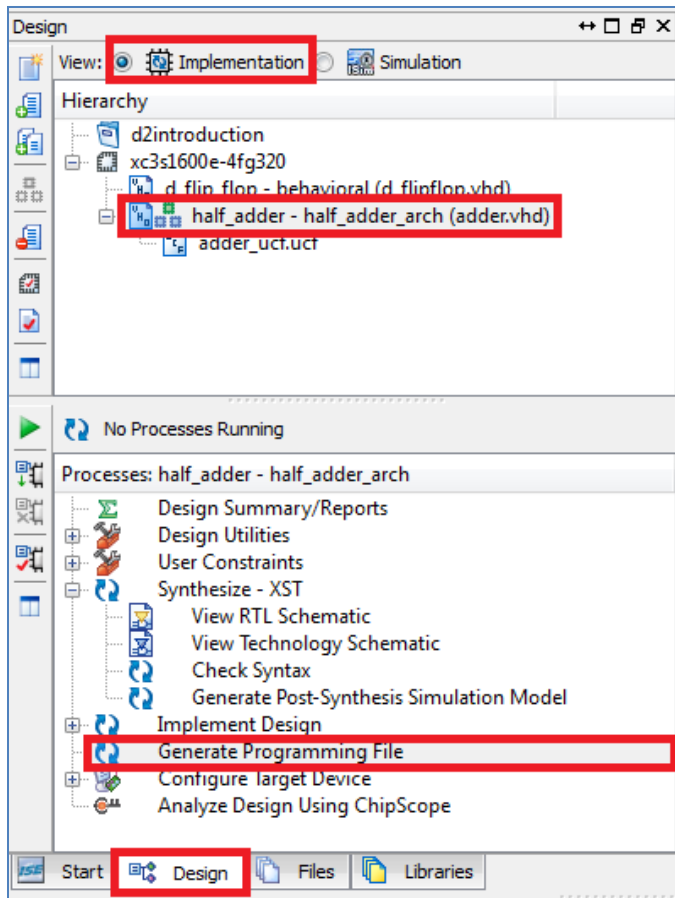 Design
View: Implementation Simulation
Hierarchy
d2introduction
xc3s1600e-4fg320
d_flip_flop - behavioral (d_flipflop.vhd)
half_adder - half_adder_arch (adder.vhd)
adder_ucf.ucf
No Processes Running
Processes: half_adder - half_adder_arch
Design Summary/Reports
Design Utilities
User Constraints
Synthesize - XST
View RTL Schematic
View Technology Schematic
Check Syntax
Generate Post-Synthesis Simulation Model
Implement Design
Generate Programming File
Configure Target Device
Analyze Design Using ChipScope
ISE Start Design Files Libraries